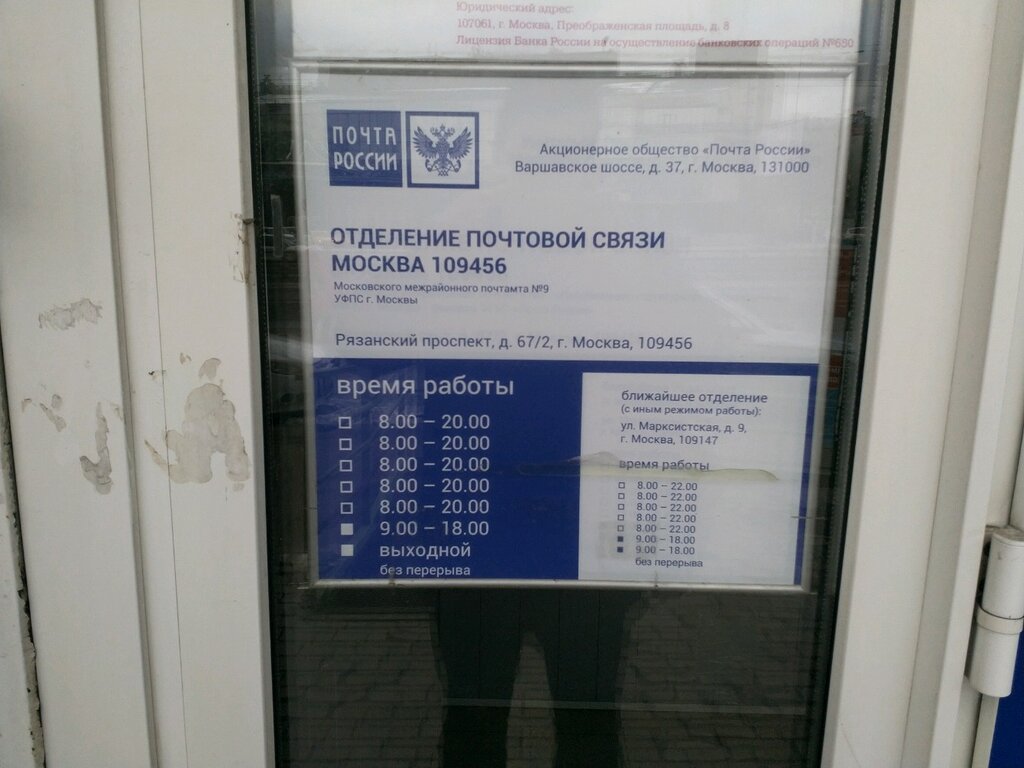 Юридический адрес:
107061, г. Москва, Преображенская площадь, д. 8
Лицензия Банка России на осуществление банковских операций №650
ПОЧТА
РОССИИ
Акционерное общество «Почта России»
Варшавское шоссе, д. 37, г. Москва, 131000
ОТДЕЛЕНИЕ ПОЧТОВОЙ СВЯЗИ
МОСКВА 109456
Московского межрайонного почтамта №9
УФПС г. Москвы
Рязанский проспект, д. 67/2, г. Москва, 109456
время работы
8.00 – 20.00
8.00 – 20.00
8.00 – 20.00
8.00 – 20.00
8.00 – 20.00
9.00 – 18.00
выходной
без перерыва
ближайшее отделение
(с иным режимом работы):
ул. Марксистская, д. 9,
г. Москва, 109147
время работы
8.00 – 22.00
8.00 – 22.00
8.00 – 22.00
8.00 – 22.00
8.00 – 22.00
9.00 – 18.00
9.00 – 18.00
без перерыва